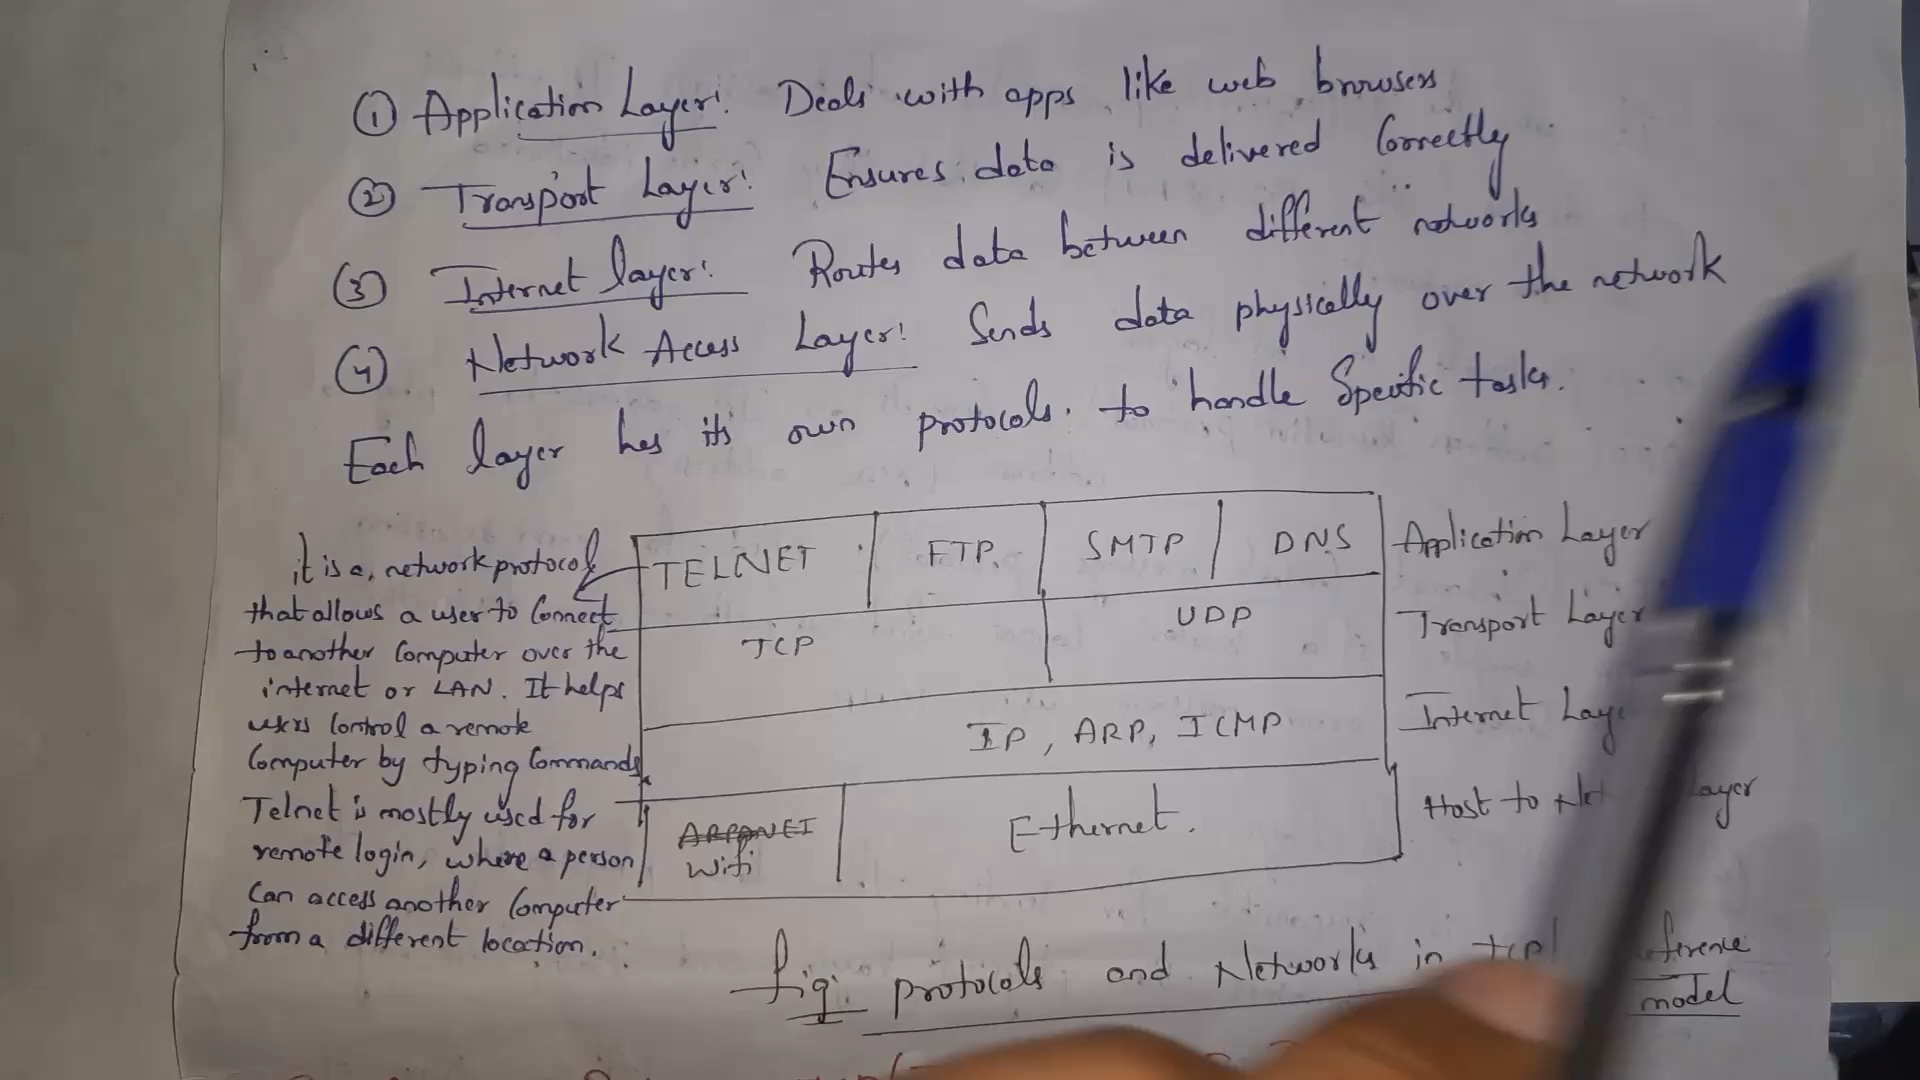 ① Application Layer: Deals with apps like web browsers
② Transport Layer: Ensures data is delivered Correctly
③ Internet layer: Routes data between different networks
④ Network Access Layer: Sends data physically over the network
Each layer has its own protocols. to handle Specific tasks.
it is a, network protocol
that allows a user to Connect
to another Computer over the
internet or LAN. It helps
users Control a remote
Computer by typing Commands
Telnet is mostly used for
remote login, where a person
Can access another Computer
from a different location.
TELNET FTP SMTP DNS Application Layer
TCP UDP Transport Layer
IP, ARP, ICMP Internet
ARPANET
Wifi Ethernet. Host to Layer
fig: protocols and Networks in
model